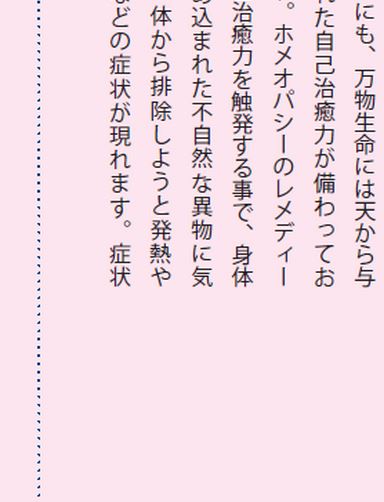 にも、万物生命には天から与
れた自己治癒力が備わってお
。ホメオパシーのレメディー
治癒力を触発する事で、身体
込まれた不自然な異物に気
体から排除しようと発熱や
などの症状が現れます。症状